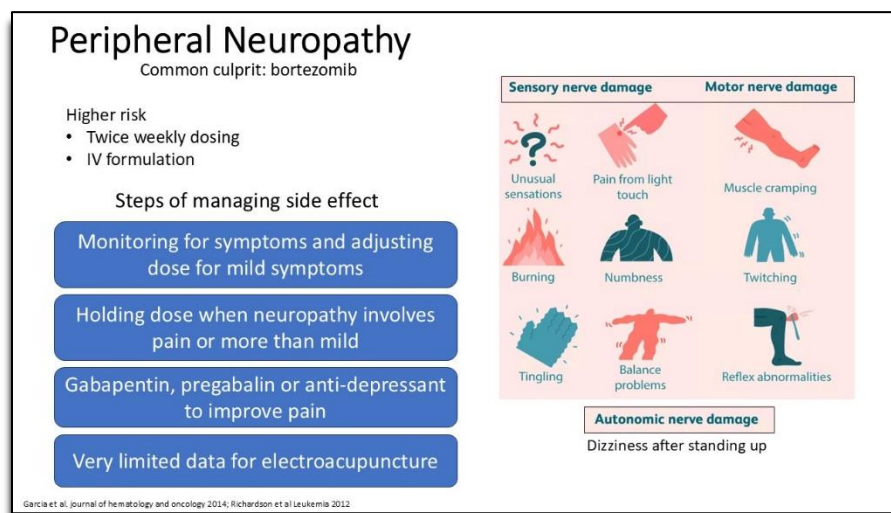 Peripheral Neuropathy
Common culprit: bortezomib
Higher risk
• Twice weekly dosing
• IV formulation
Steps of managing side effect
Monitoring for symptoms and adjusting
dose for mild symptoms
Holding dose when neuropathy involves
pain or more than mild
Gabapentin, pregabalin or anti-depressant
to improve pain
Very limited data for electroacupuncture
Sensory nerve damage
Motor nerve damage
?
Unusual
sensations
Pain from light
touch
Muscle cramping
Burning
Numbness
Twitching
Tingling
Balance
problems
Reflex abnormalities
Autonomic nerve damage
Dizziness after standing up
Garcia et al. journal of hematology and oncology 2014; Richardson et al Leukemia 2012